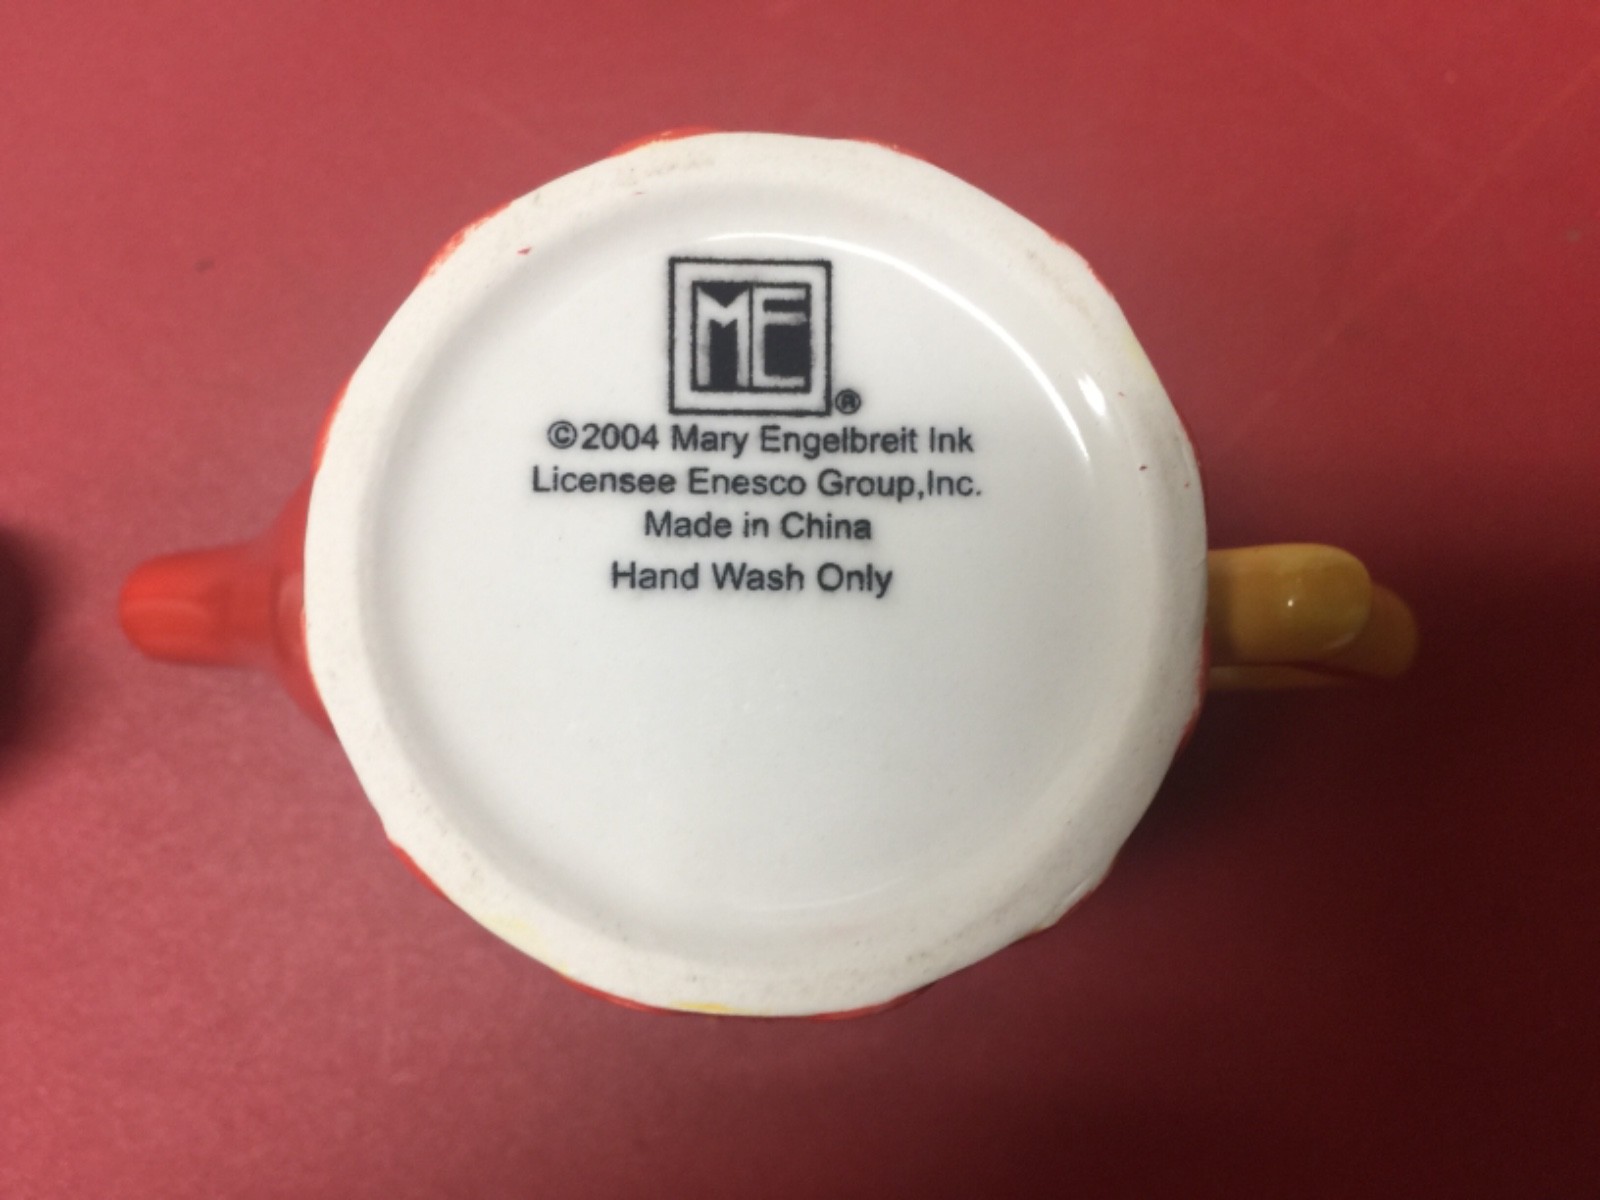 ME®
©2004 Mary Engelbreit Ink
Licensee Enesco Group,Inc.
Made in China
Hand Wash Only